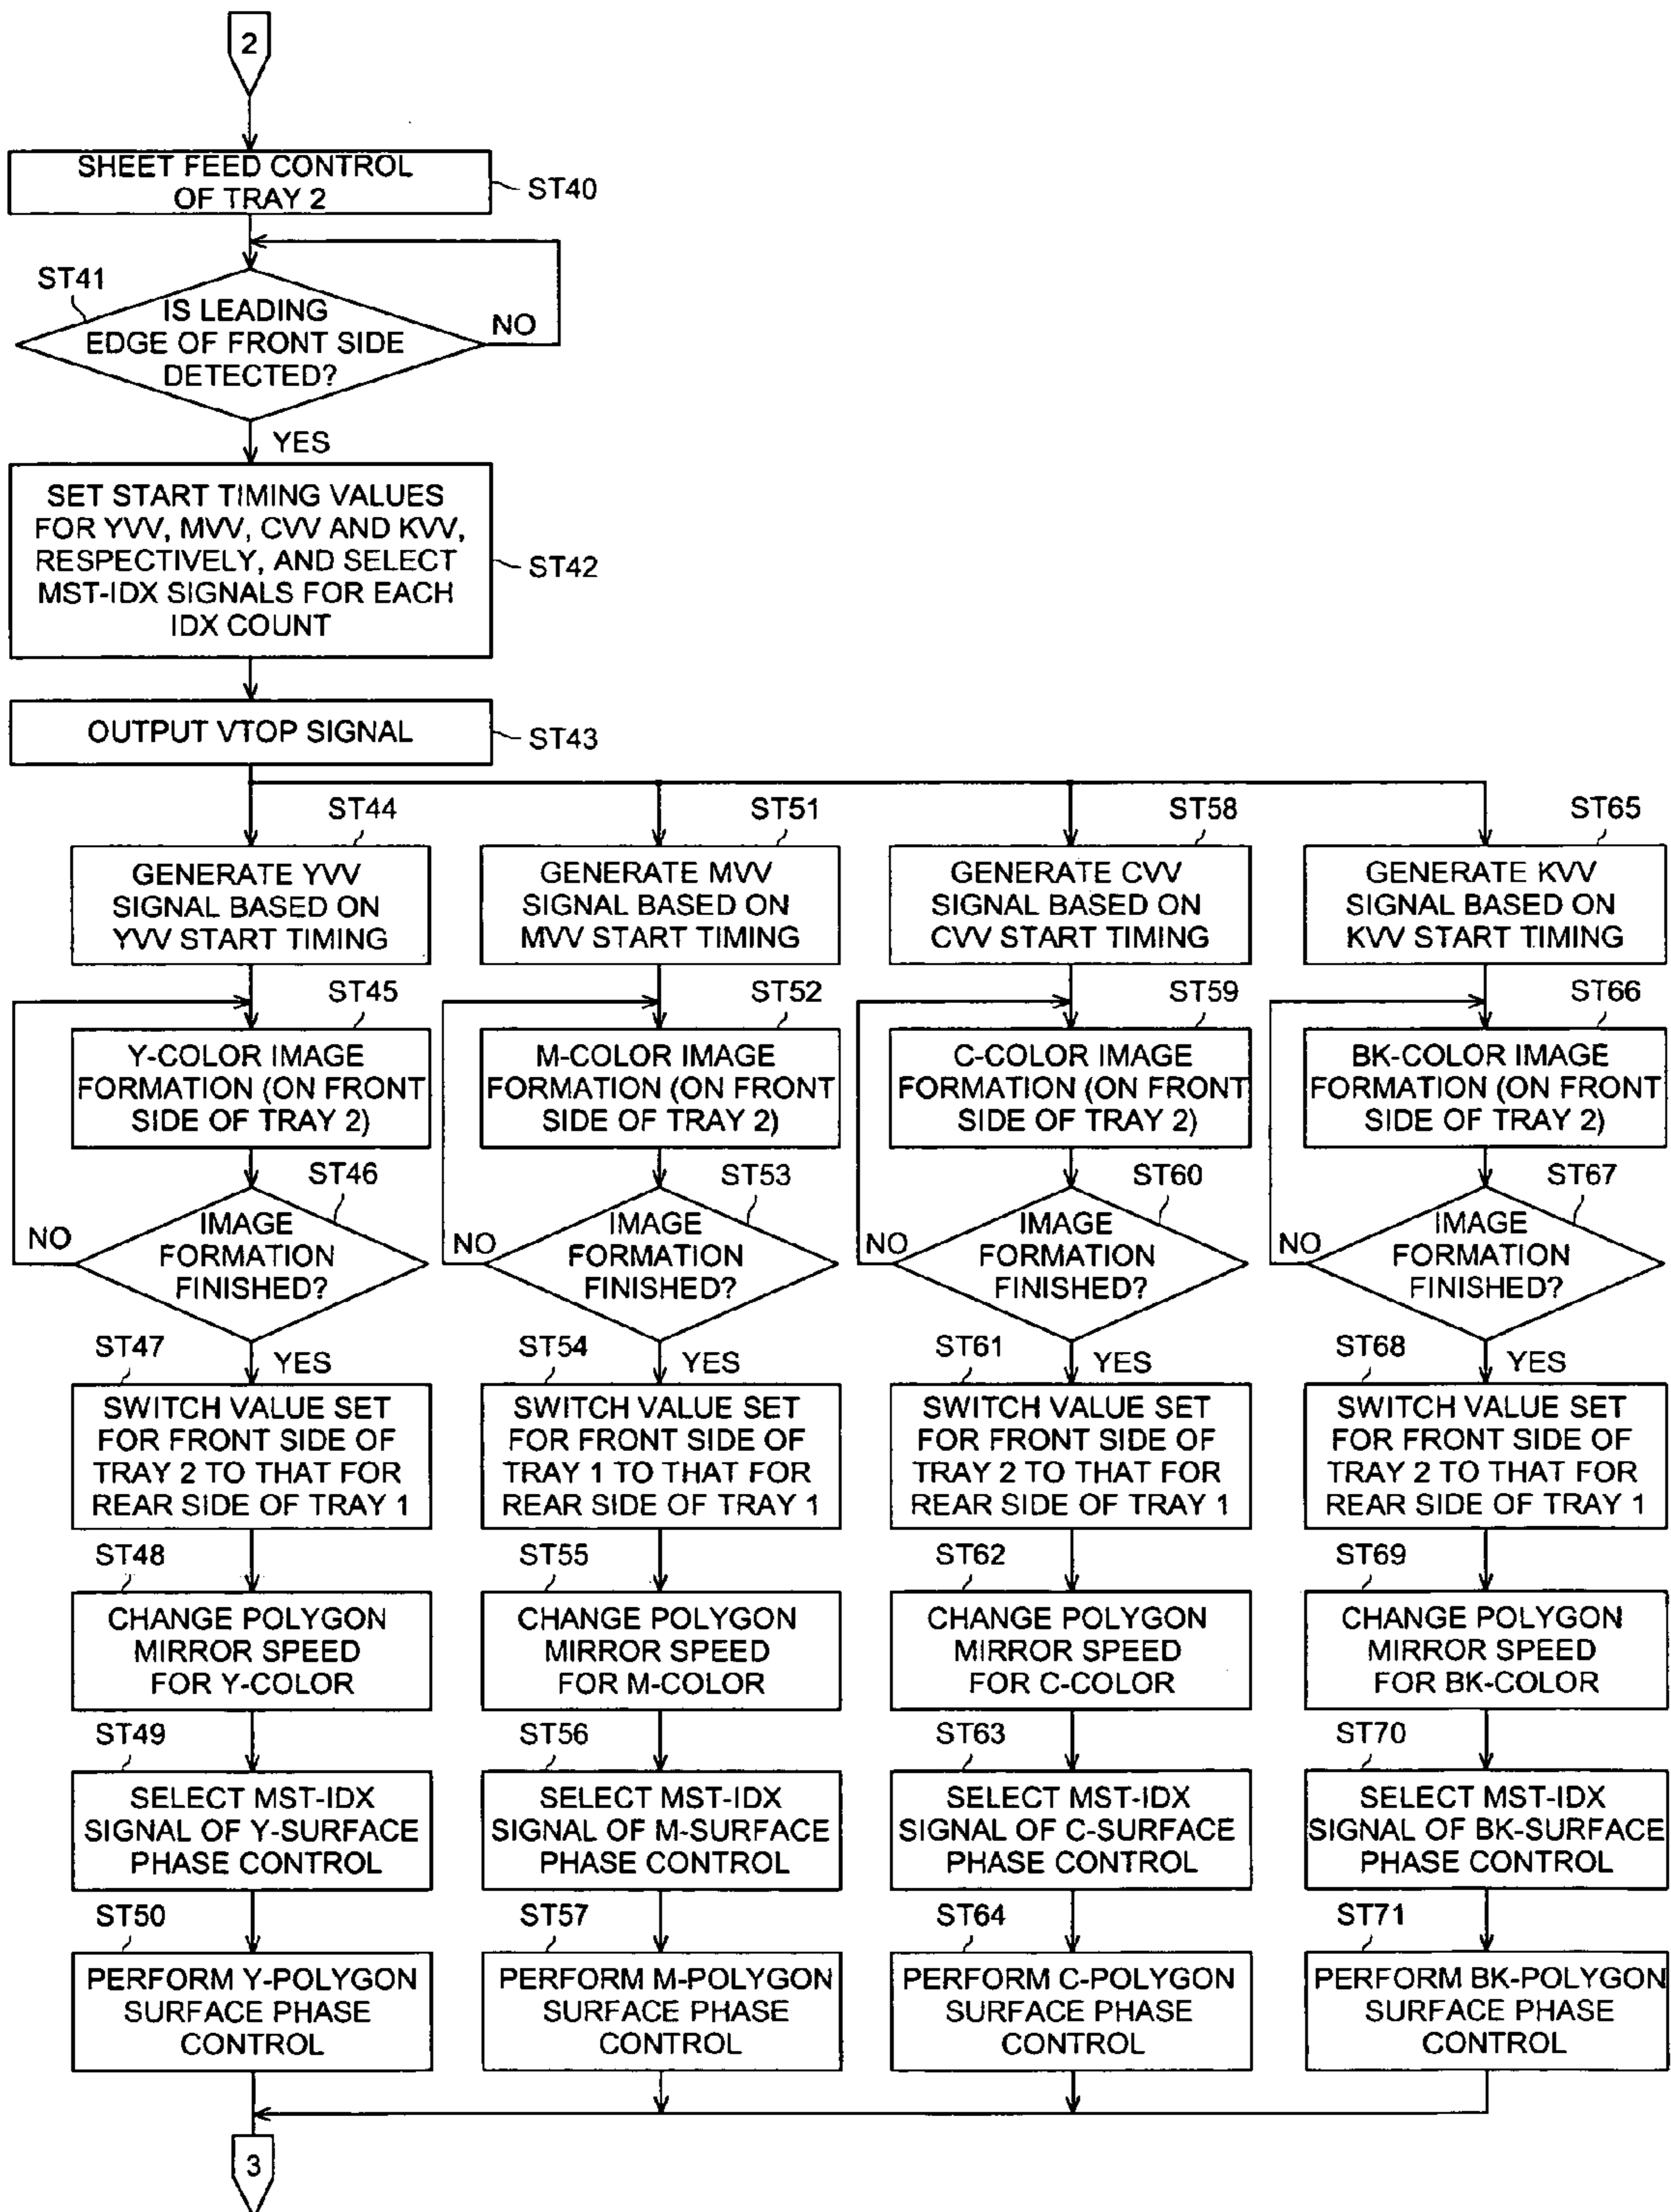 2
SHEET FEED CONTROL
OF TRAY 2
ST40
ST41
IS LEADING
EDGE OF FRONT SIDE
DETECTED?
NO
YES
SET START TIMING VALUES
FOR YVV, MVV, CVV AND KVV,
RESPECTIVELY, AND SELECT
MST-IDX SIGNALS FOR EACH
IDX COUNT
ST42
OUTPUT VTOP SIGNAL
ST43
ST44
GENERATE YVV
SIGNAL BASED ON
YVV START TIMING
ST45
Y-COLOR IMAGE
FORMATION (ON FRONT
SIDE OF TRAY 2)
ST46
IMAGE
FORMATION
FINISHED?
NO
YES
ST47
SWITCH VALUE SET
FOR FRONT SIDE OF
TRAY 2 TO THAT FOR
REAR SIDE OF TRAY 1
ST48
CHANGE POLYGON
MIRROR SPEED
FOR Y-COLOR
ST49
SELECT MST-IDX
SIGNAL OF Y-SURFACE
PHASE CONTROL
ST50
PERFORM Y-POLYGON
SURFACE PHASE
CONTROL
ST51
GENERATE MVV
SIGNAL BASED ON
MVV START TIMING
ST52
M-COLOR IMAGE
FORMATION (ON FRONT
SIDE OF TRAY 2)
ST53
IMAGE
FORMATION
FINISHED?
NO
YES
ST54
SWITCH VALUE SET
FOR FRONT SIDE OF
TRAY 1 TO THAT FOR
REAR SIDE OF TRAY 1
ST55
CHANGE POLYGON
MIRROR SPEED
FOR M-COLOR
ST56
SELECT MST-IDX
SIGNAL OF M-SURFACE
PHASE CONTROL
ST57
PERFORM M-POLYGON
SURFACE PHASE
CONTROL
ST58
GENERATE CVV
SIGNAL BASED ON
CVV START TIMING
ST59
C-COLOR IMAGE
FORMATION (ON FRONT
SIDE OF TRAY 2)
ST60
IMAGE
FORMATION
FINISHED?
NO
YES
ST61
SWITCH VALUE SET
FOR FRONT SIDE OF
TRAY 2 TO THAT FOR
REAR SIDE OF TRAY 1
ST62
CHANGE POLYGON
MIRROR SPEED
FOR C-COLOR
ST63
SELECT MST-IDX
SIGNAL OF C-SURFACE
PHASE CONTROL
ST64
PERFORM C-POLYGON
SURFACE PHASE
CONTROL
ST65
GENERATE KVV
SIGNAL BASED ON
KVV START TIMING
ST66
BK-COLOR IMAGE
FORMATION (ON FRONT
SIDE OF TRAY 2)
ST67
IMAGE
FORMATION
FINISHED?
NO
YES
ST68
SWITCH VALUE SET
FOR FRONT SIDE OF
TRAY 2 TO THAT FOR
REAR SIDE OF TRAY 1
ST69
CHANGE POLYGON
MIRROR SPEED
FOR BK-COLOR
ST70
SELECT MST-IDX
SIGNAL OF BK-SURFACE
PHASE CONTROL
ST71
PERFORM BK-POLYGON
SURFACE PHASE
CONTROL
3